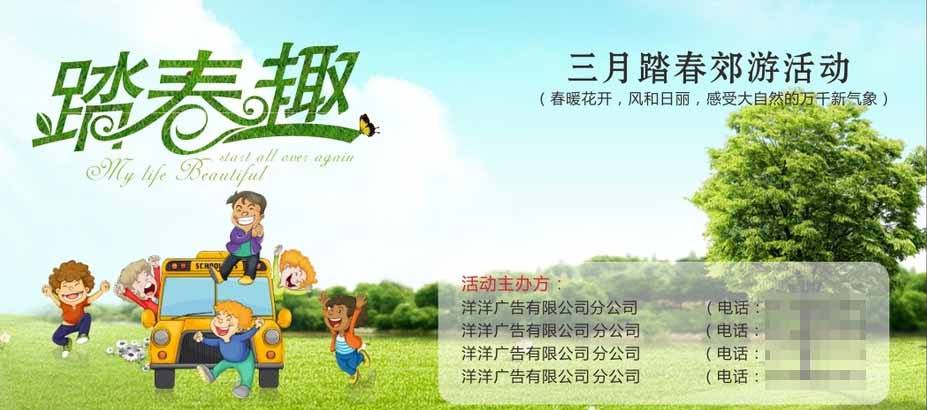 踏春趣
start all over again
My life Beautiful
三月踏春郊游活动
（春暖花开，风和日丽，感受大自然的万千新气象）
SCHOOL
活动主办方：
洋洋广告有限公司分公司 （电话：
洋洋广告有限公司分公司 （电话：
洋洋广告有限公司分公司 （电话：
洋洋广告有限公司分公司 （电话：